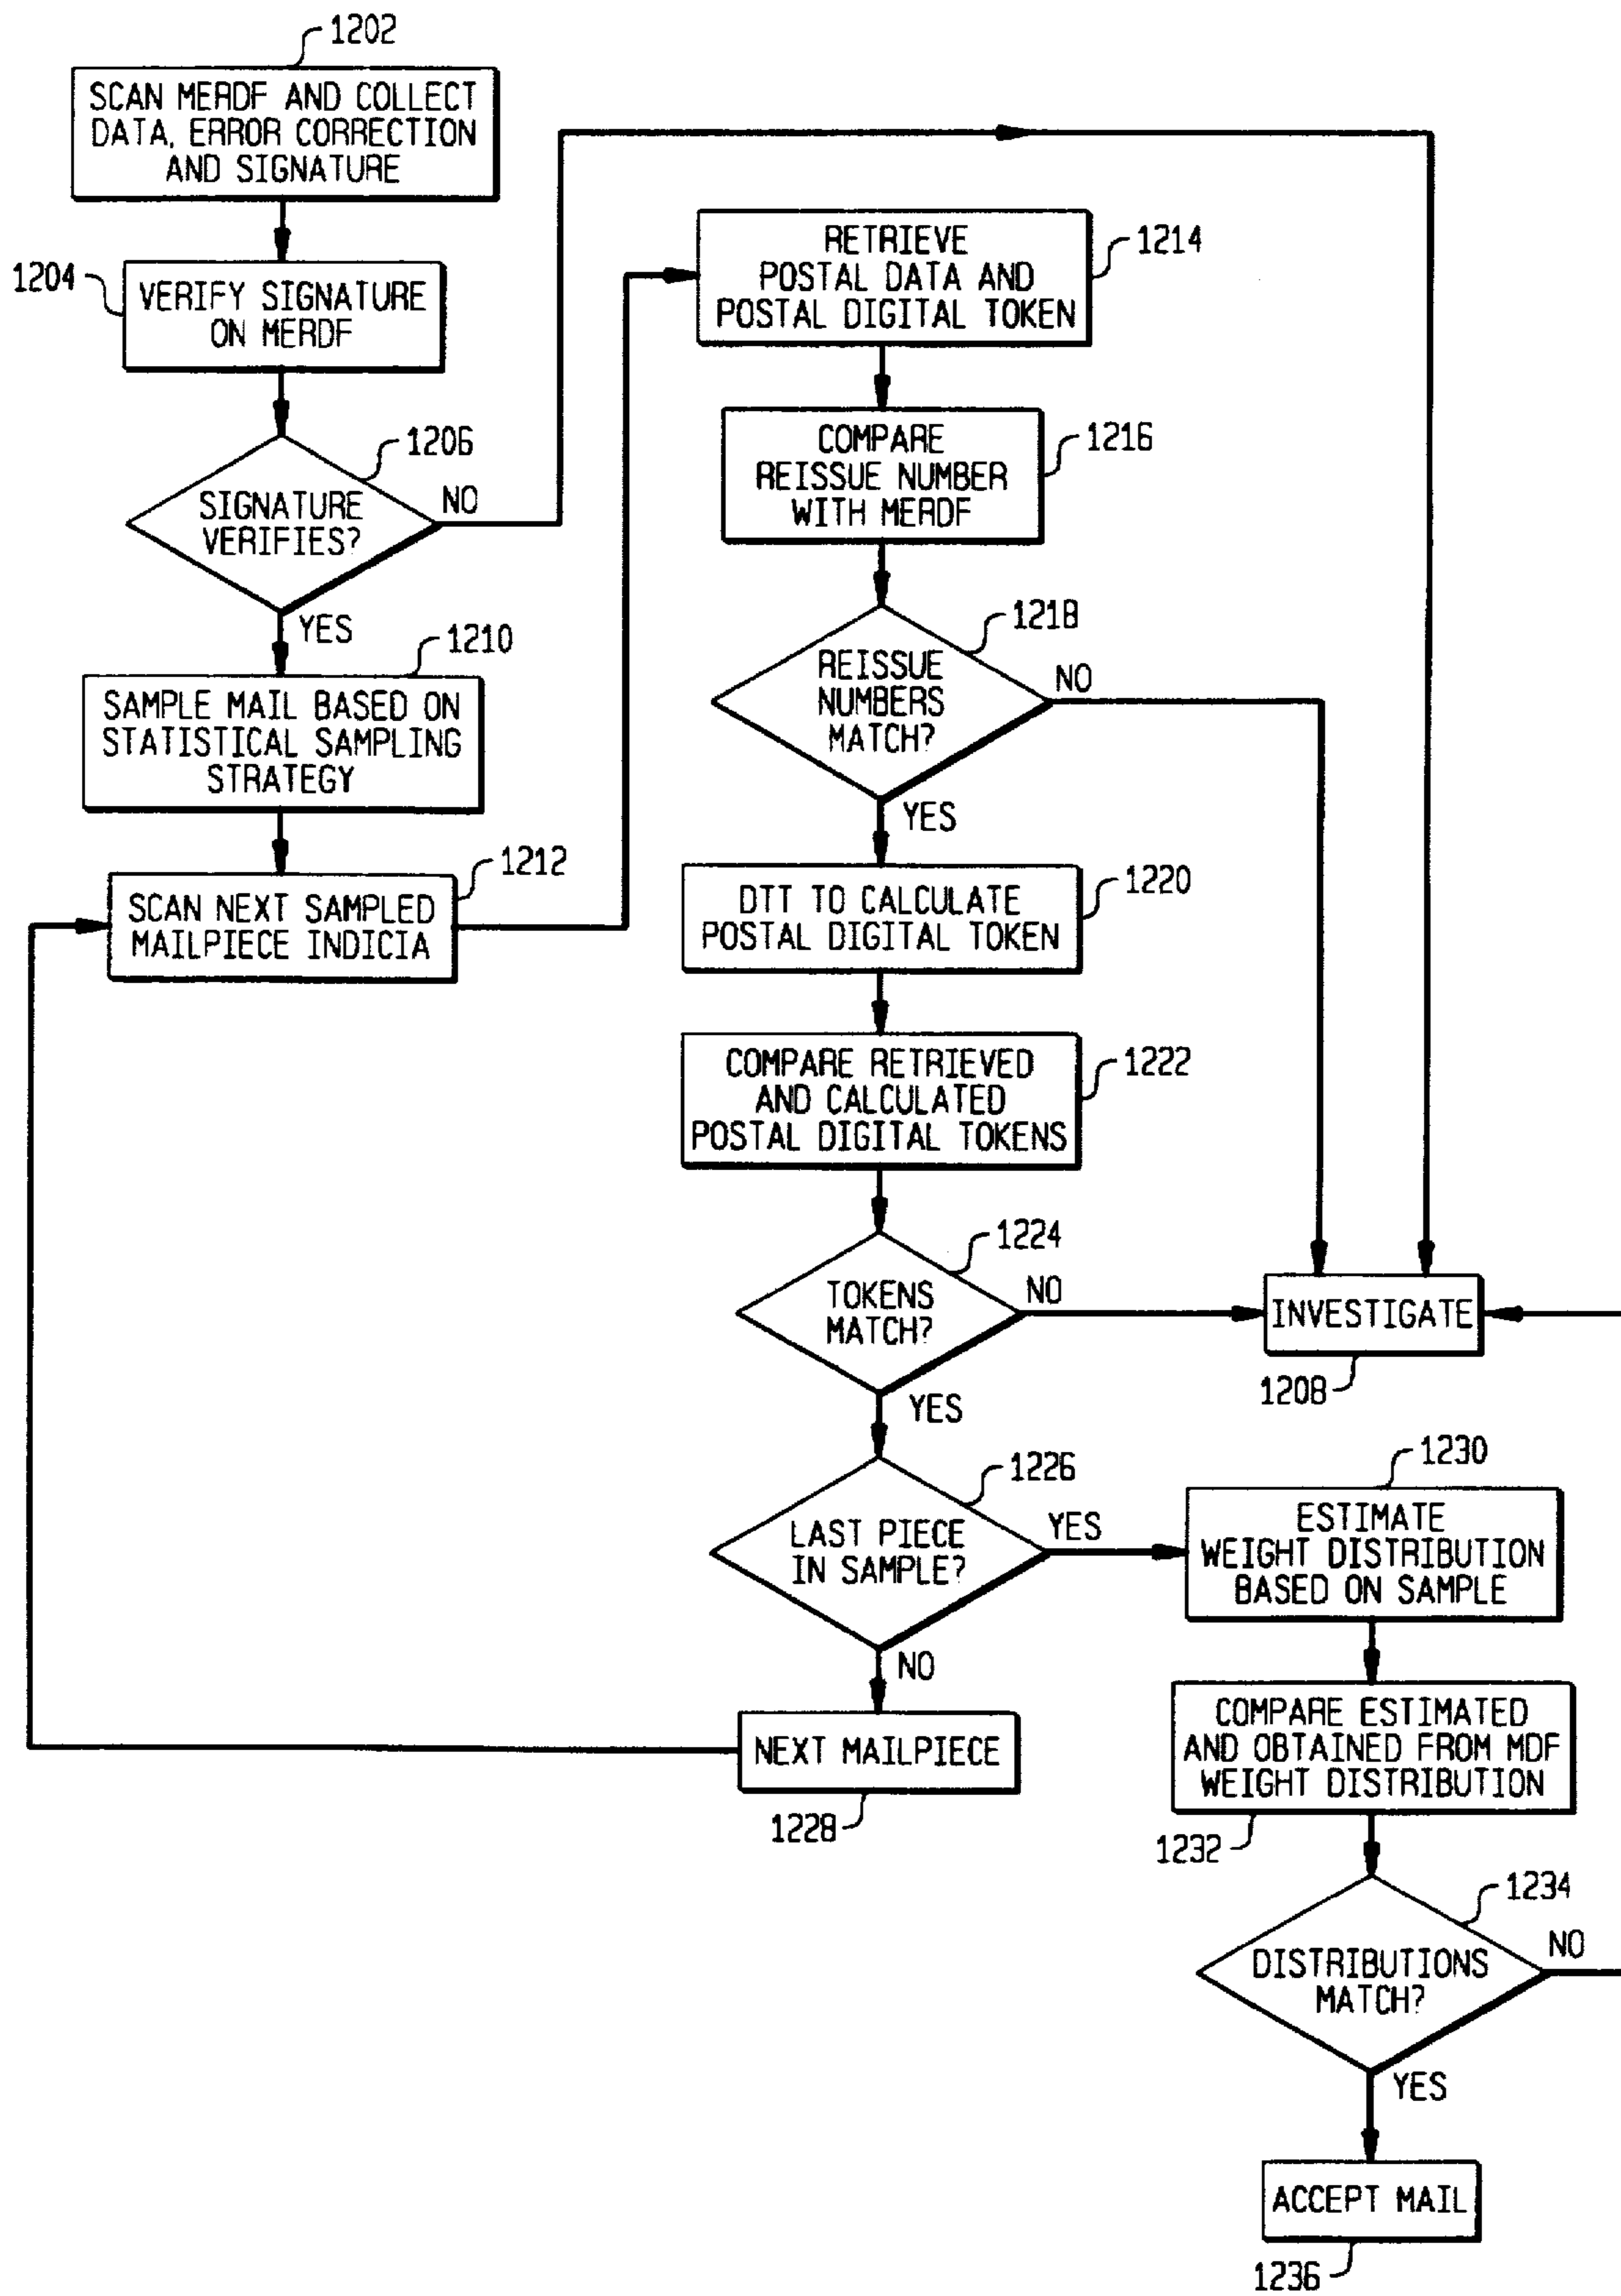 1202
SCAN MERDF AND COLLECT
DATA, ERROR CORRECTION
AND SIGNATURE
1204
VERIFY SIGNATURE
ON MERDF
1206
SIGNATURE
VERIFIES?
NO
YES
1210
SAMPLE MAIL BASED ON
STATISTICAL SAMPLING
STRATEGY
1212
SCAN NEXT SAMPLED
MAILPIECE INDICIA
RETRIEVE
POSTAL DATA AND
POSTAL DIGITAL TOKEN
1214
COMPARE
REISSUE NUMBER
WITH MERDF
1216
1218
REISSUE
NUMBERS
MATCH?
NO
YES
DTT TO CALCULATE
POSTAL DIGITAL TOKEN
1220
COMPARE RETRIEVED
AND CALCULATED
POSTAL DIGITAL TOKENS
1222
1224
TOKENS
MATCH?
NO
YES
INVESTIGATE
1208
1226
LAST PIECE
IN SAMPLE?
YES
NO
NEXT MAILPIECE
1228
1230
ESTIMATE
WEIGHT DISTRIBUTION
BASED ON SAMPLE
COMPARE ESTIMATED
AND OBTAINED FROM MDF
WEIGHT DISTRIBUTION
1232
1234
DISTRIBUTIONS
MATCH?
NO
YES
ACCEPT MAIL
1236